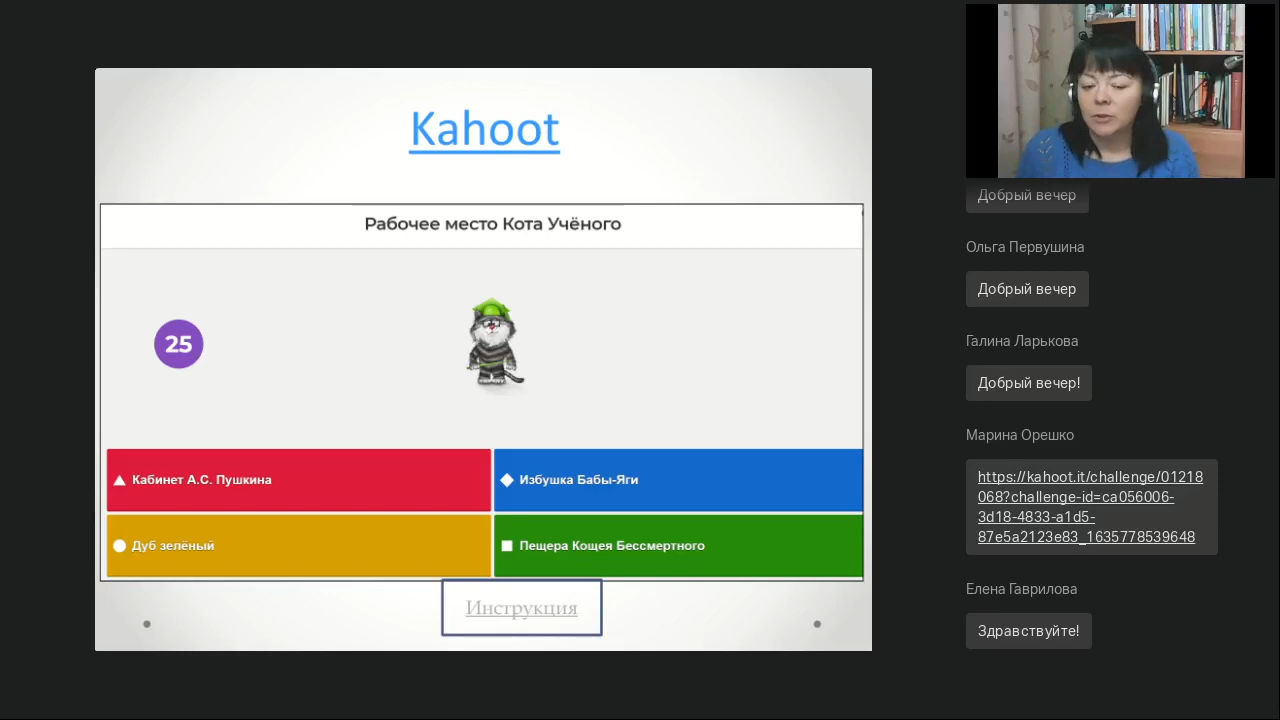 Kahoot
Рабочее место Кота Учёного
25
Кабинет А.С. Пушкина
Избушка Бабы-Яги
Дуб зелёный
Пещера Кощея Бессмертного
Инструкция
Добрый вечер
Ольга Первушина
Добрый вечер
Галина Ларькова
Добрый вечер!
Марина Орешко
https://kahoot.it/challenge/01218
068?challenge-id=ca056006-
3d18-4833-a1d5-
87e5a2123e83_1635778539648
Елена Гаврилова
Здравствуйте!